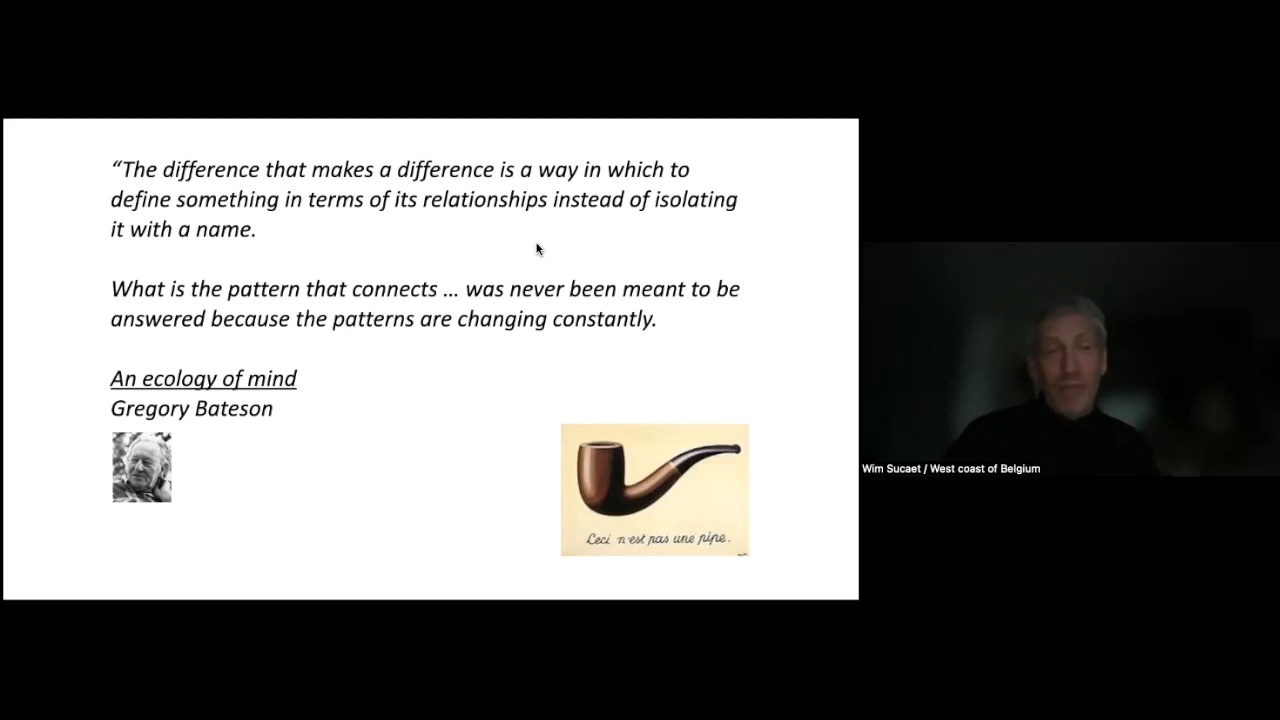 “The difference that makes a difference is a way in which to
define something in terms of its relationships instead of isolating
it with a name.
What is the pattern that connects ... was never been meant to be
answered because the patterns are changing constantly.
An ecology of mind
Gregory Bateson
Ceci n'est pas une pipe.
Wim Sucaet / West coast of Belgium